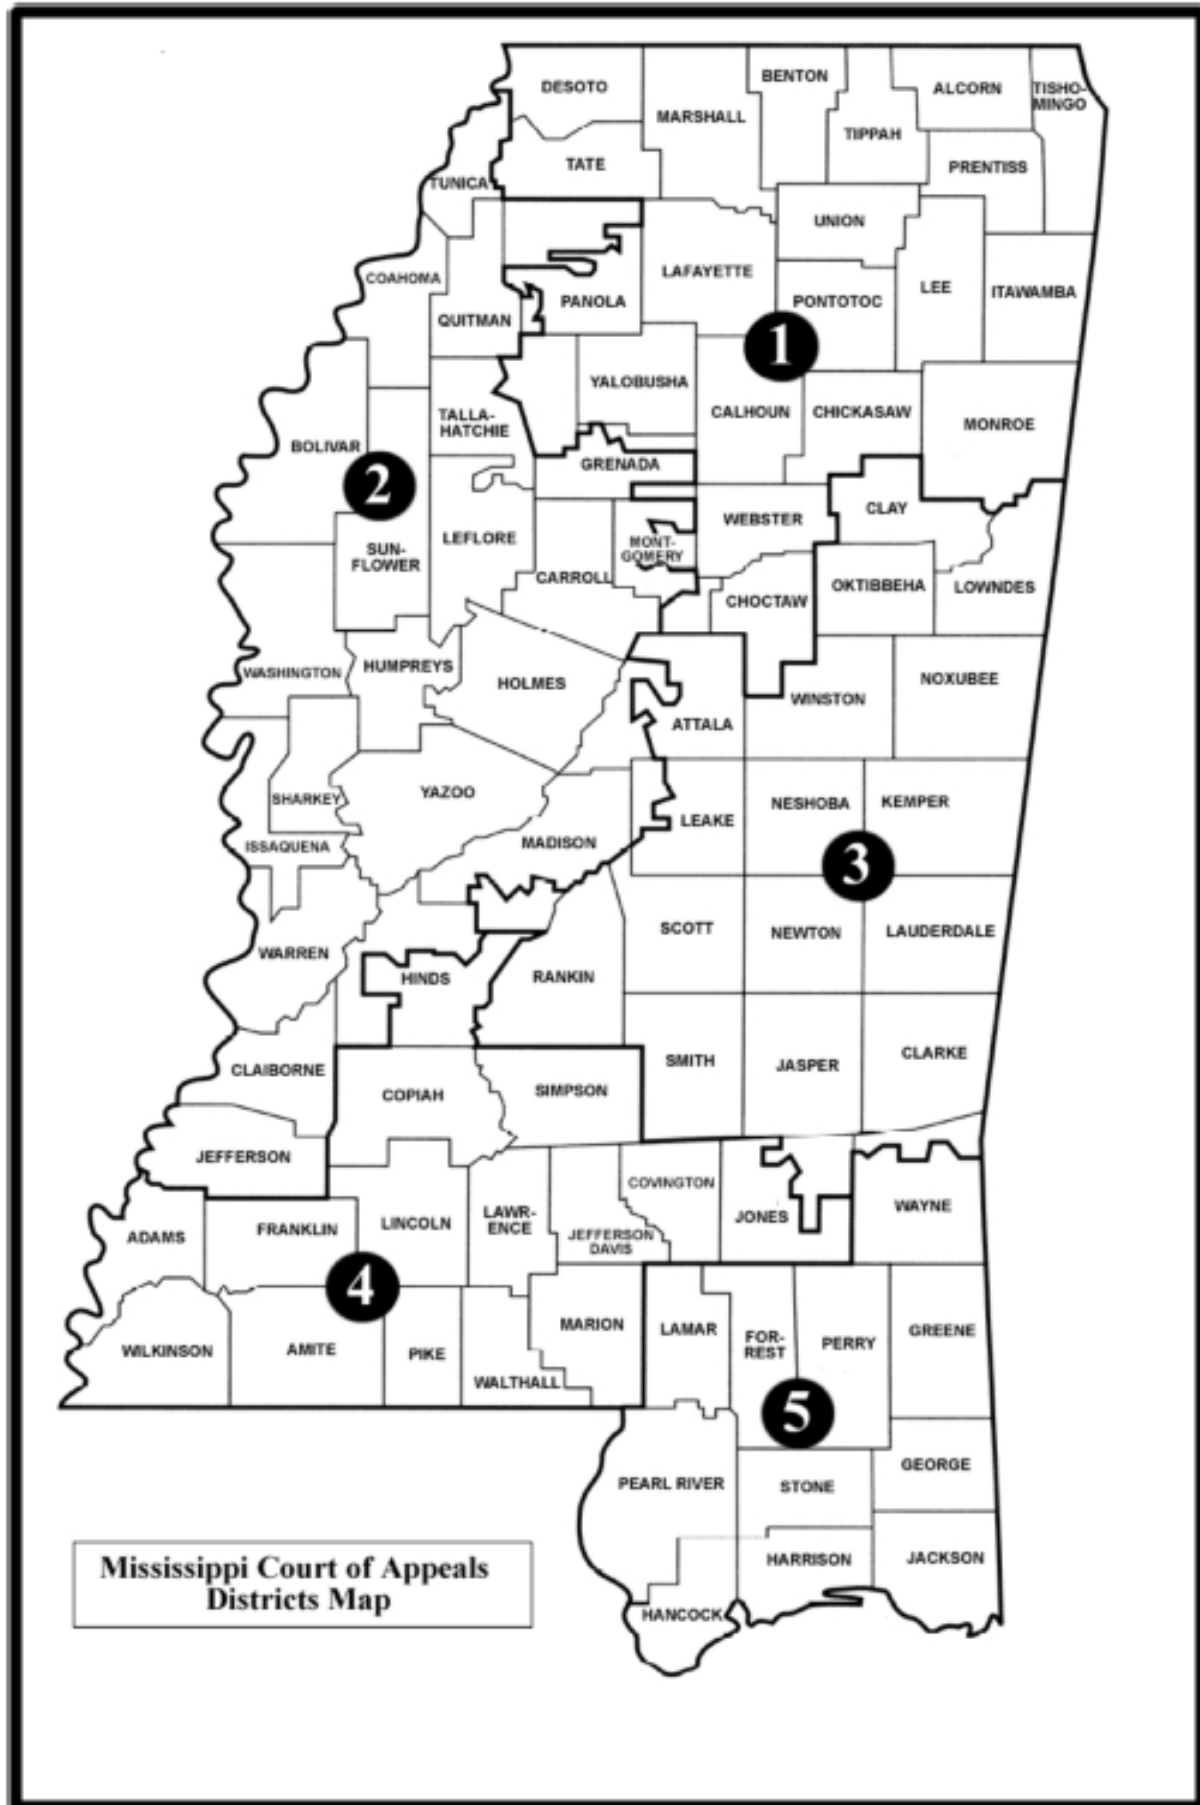 DESOTO
MARSHALL
BENTON
TIPPAH
ALCORN
TISHO-
MINGO
TATE
PRENTISS
TUNICA
UNION
COAHOMA
QUITMAN
PANOLA
LAFAYETTE
PONTOTOC
LEE
ITAWAMBA
1
YALOBUSHA
CALHOUN
CHICKASAW
MONROE
TALLA-
HATCHIE
BOLIVAR
2
GRENADA
WEBSTER
CLAY
SUN-
FLOWER
LEFLORE
CARROLL
MONT-
GOMERY
CHOCTAW
OKTIBBEHA
LOWNDES
WASHINGTON
HUMPREYS
HOLMES
ATTALA
WINSTON
NOXUBEE
SHARKEY
YAZOO
LEAKE
NESHOBA
KEMPER
ISSAQUENA
MADISON
3
WARREN
HINDS
RANKIN
SCOTT
NEWTON
LAUDERDALE
CLAIBORNE
COPIAH
SIMPSON
SMITH
JASPER
CLARKE
JEFFERSON
COVINGTON
JONES
WAYNE
ADAMS
FRANKLIN
LINCOLN
LAWR-
ENCE
JEFFERSON
DAVIS
4
WILKINSON
AMITE
PIKE
WALTHALL
MARION
LAMAR
FOR-
REST
PERRY
GREENE
5
PEARL RIVER
STONE
GEORGE
HARRISON
JACKSON
HANCOCK
Mississippi Court of Appeals
Districts Map